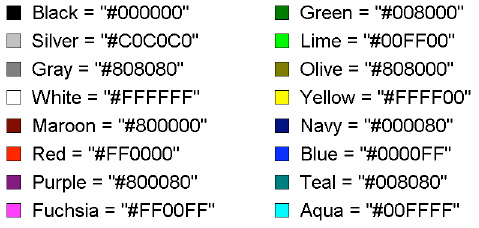 Black = "#000000"
Silver = "#C0C0C0"
Gray = "#808080"
White = "#FFFFFF"
Maroon = "#800000"
Red = "#FF0000"
Purple = "#800080"
Fuchsia = "#FF00FF"
Green = "#008000"
Lime = "#00FF00"
Olive = "#808000"
Yellow = "#FFFF00"
Navy = "#000080"
Blue = "#0000FF"
Teal = "#008080"
Aqua = "#00FFFF"